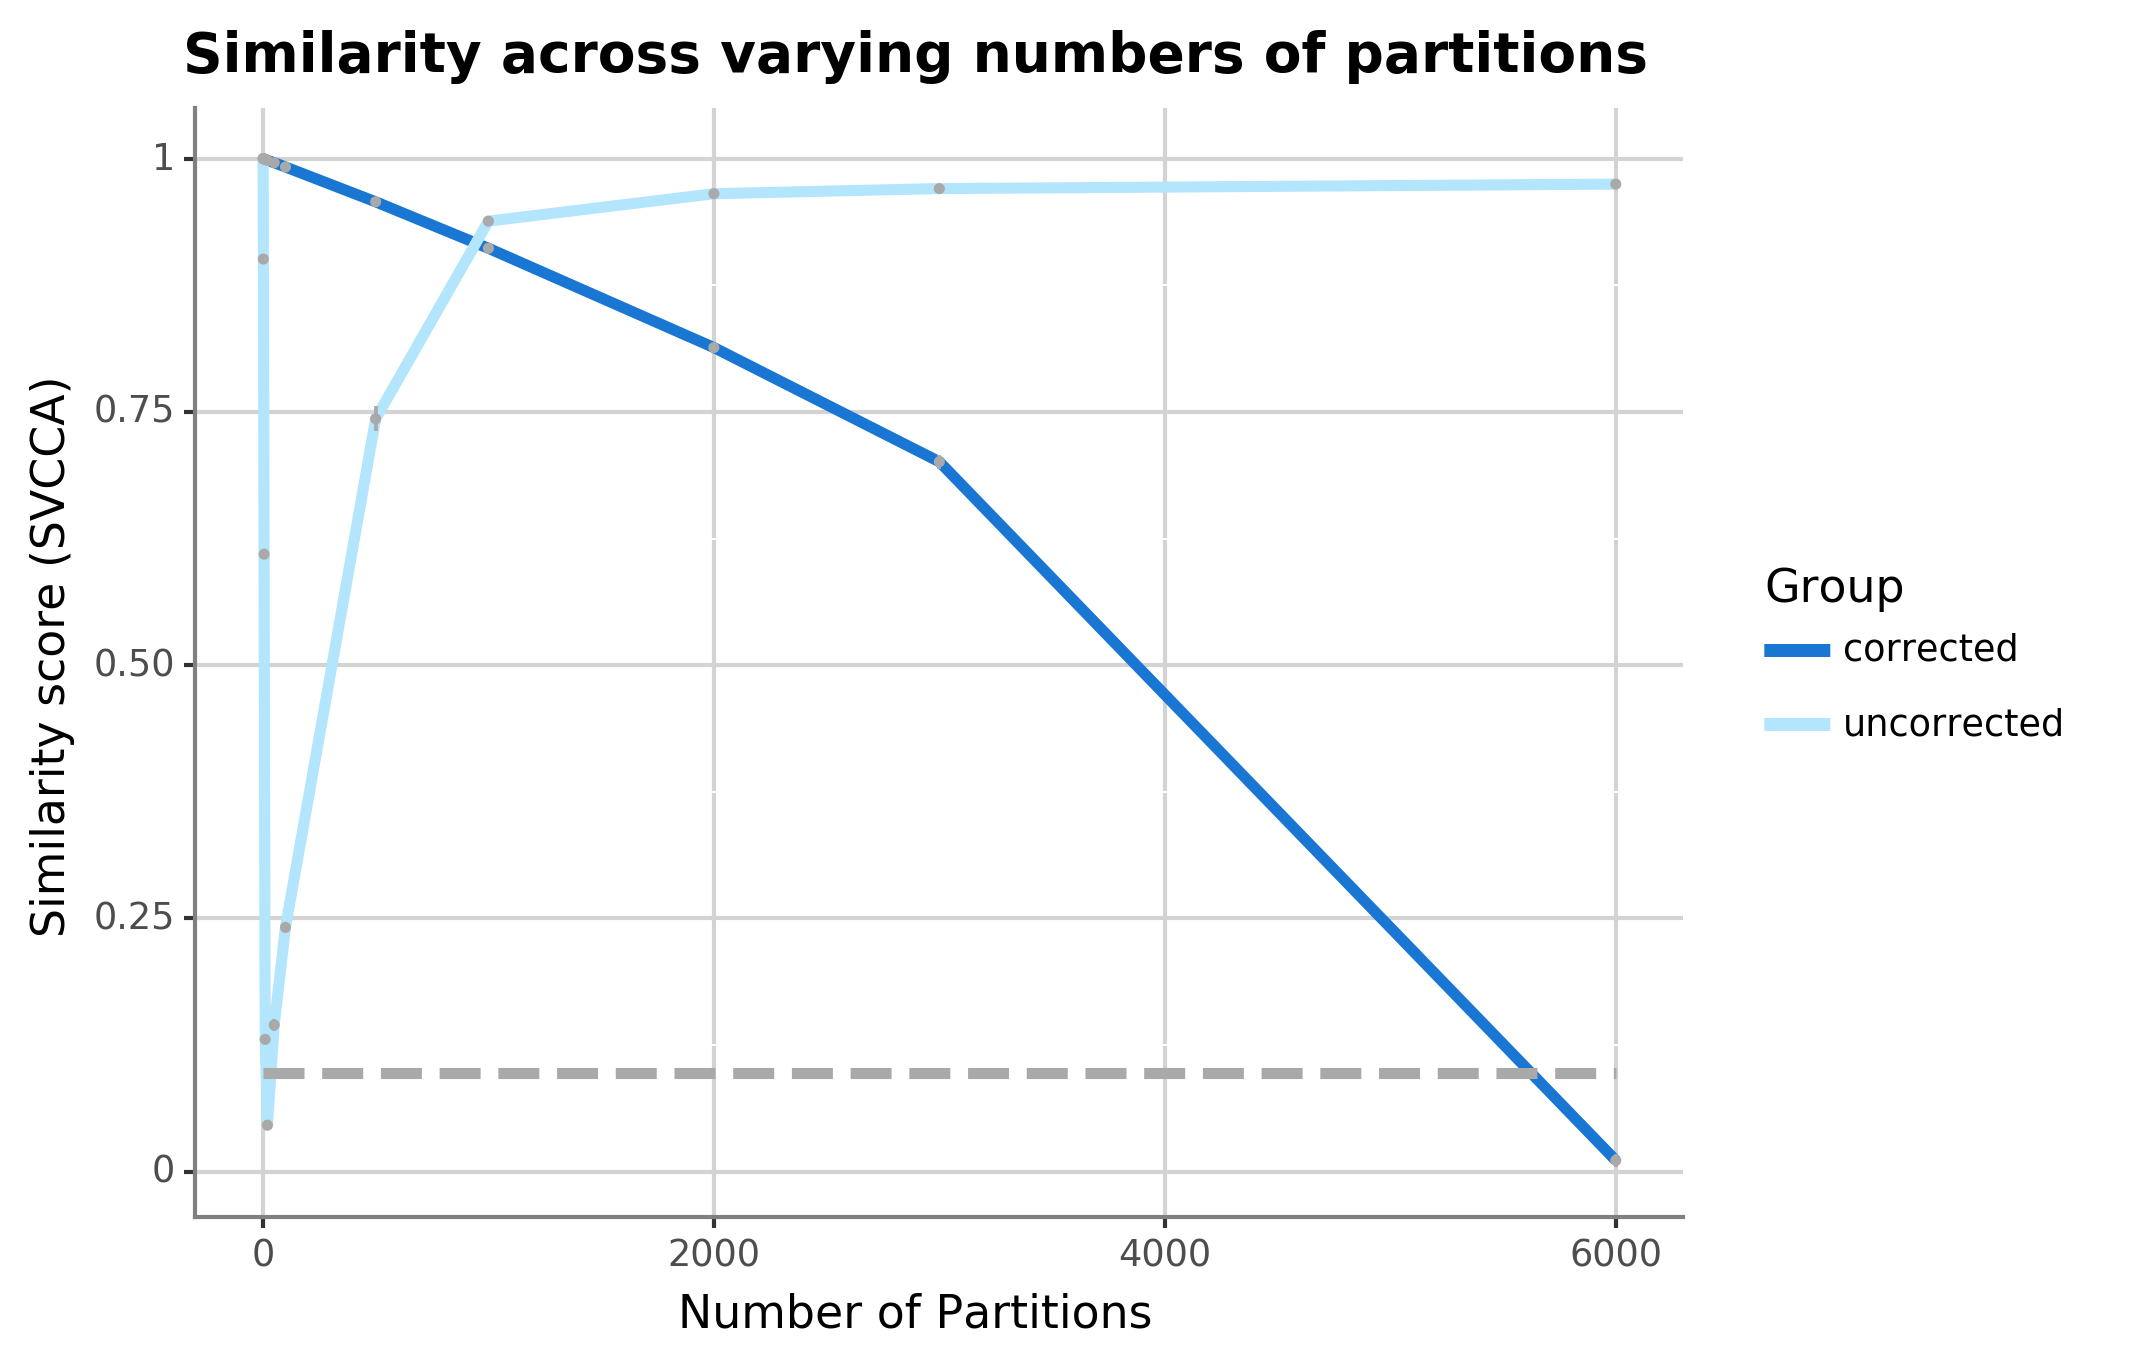 Similarity across varying numbers of partitions
Similarity score (SVCCA)
1
0.75
0.50
0.25
0
0 2000 4000 6000
Number of Partitions
Group
corrected
uncorrected